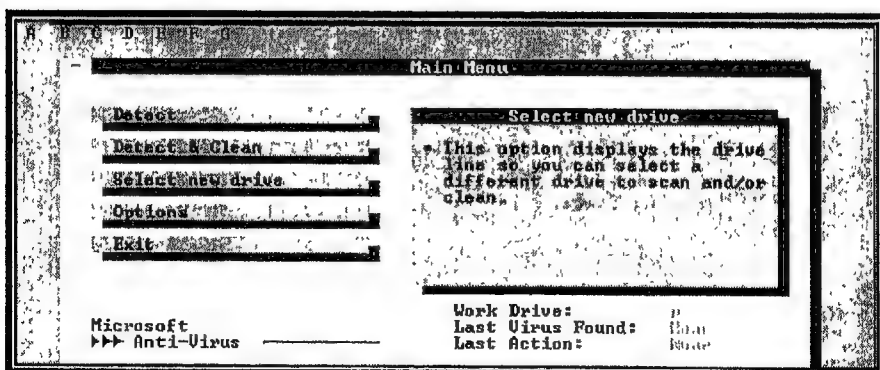 A B C D E F G
Main Menu
Detect
Detect & Clean
Select new drive
Options
Exit
Select new drive
• This option displays the drive
line so you can select a
different drive to scan and/or
clean.
Microsoft
Anti-Virus
Work Drive:
Last Virus Found:
Last Action: